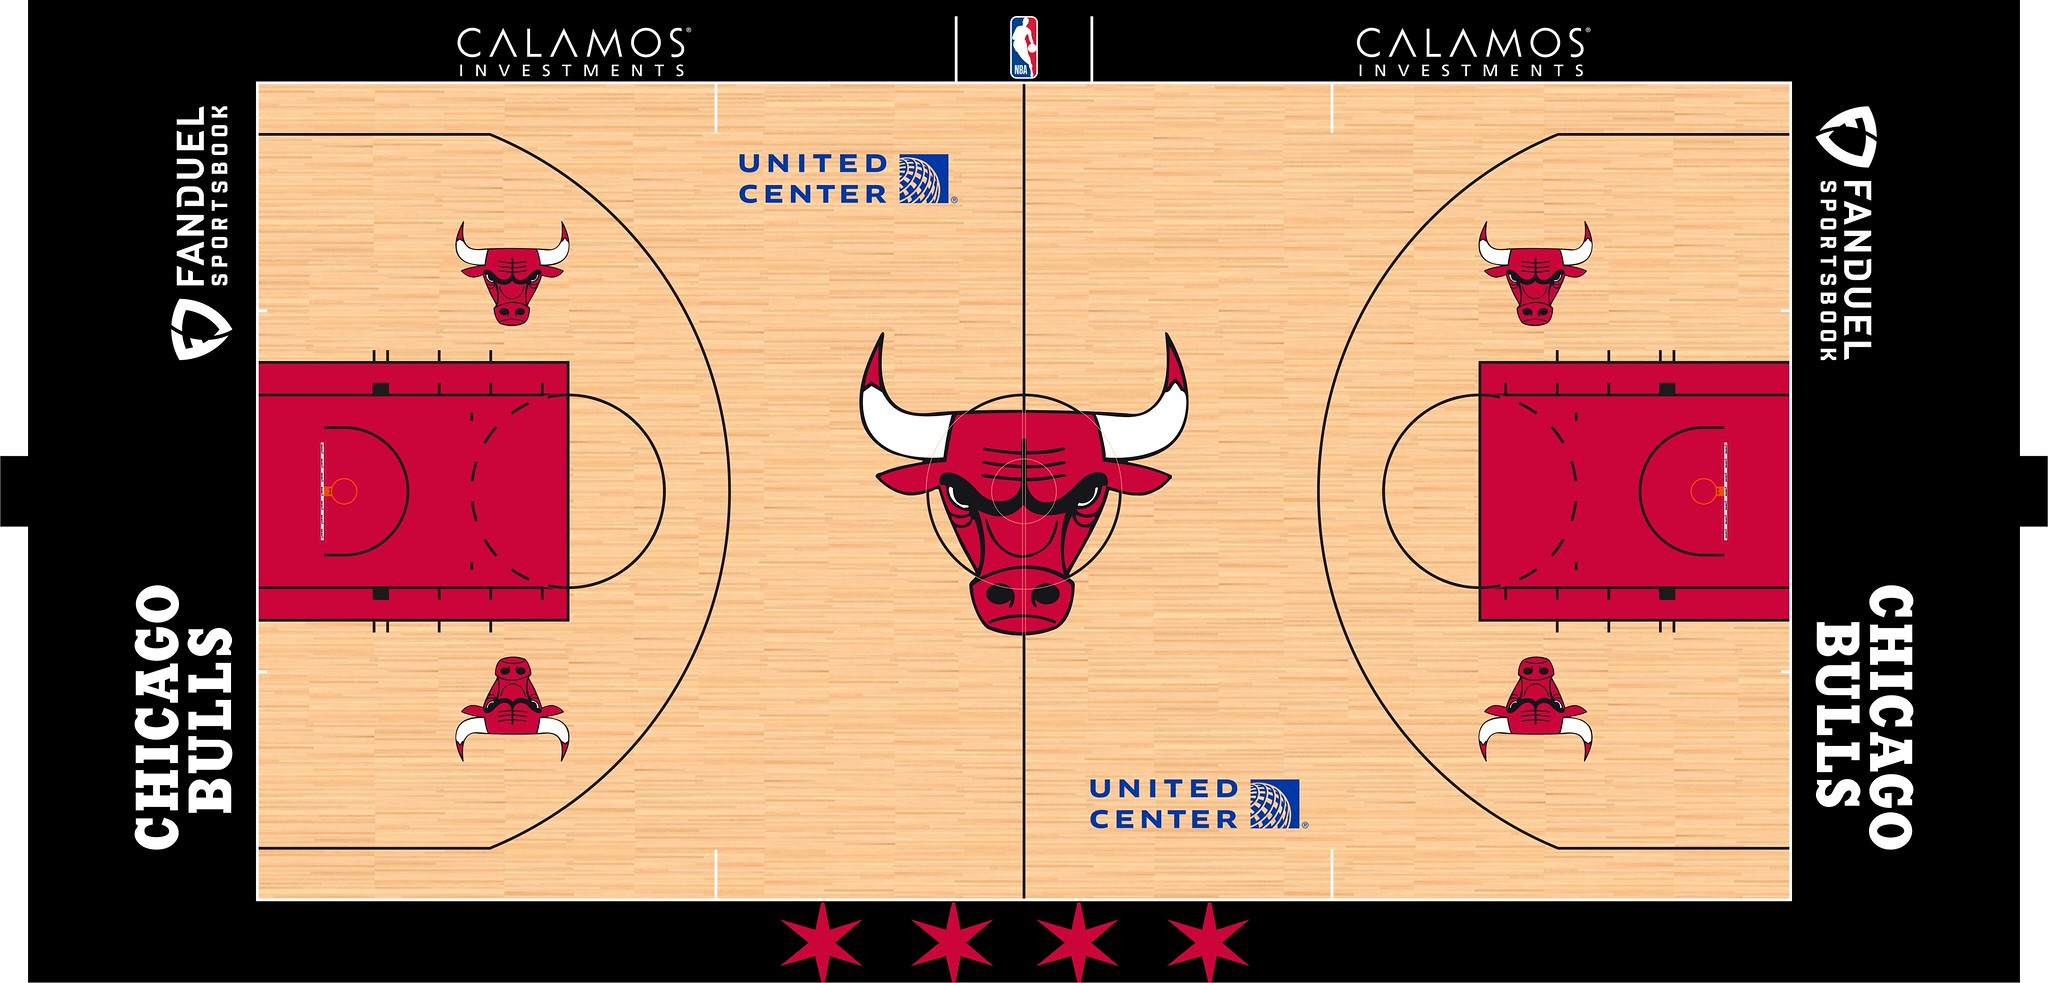 CALAMOS®
INVESTMENTS
NBA
CALAMOS®
INVESTMENTS
FANDUEL
SPORTSBOOK
UNITED
CENTER ®
FANDUEL
SPORTSBOOK
CHICAGO
BULLS
UNITED
CENTER ®
CHICAGO
BULLS